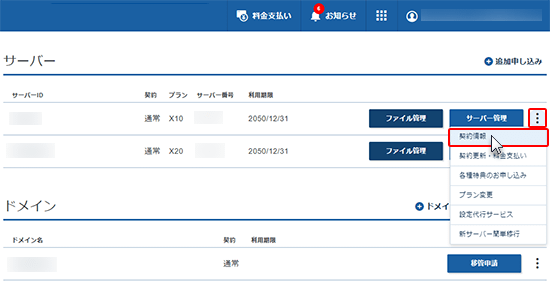 料金支払い 4 お知らせ
サーバー 追加申し込み
サーバーID 契約 プラン サーバー番号 利用期限
通常 X10 2050/12/31 ファイル管理 サーバー管理
通常 X20 2050/12/31 ファイル管理
契約情報
契約更新・料金支払い
各種特典のお申し込み
プラン変更
設定代行サービス
新サーバー簡単移行
ドメイン ドメイ
ドメイン名 契約 利用期限
通常 移管申請